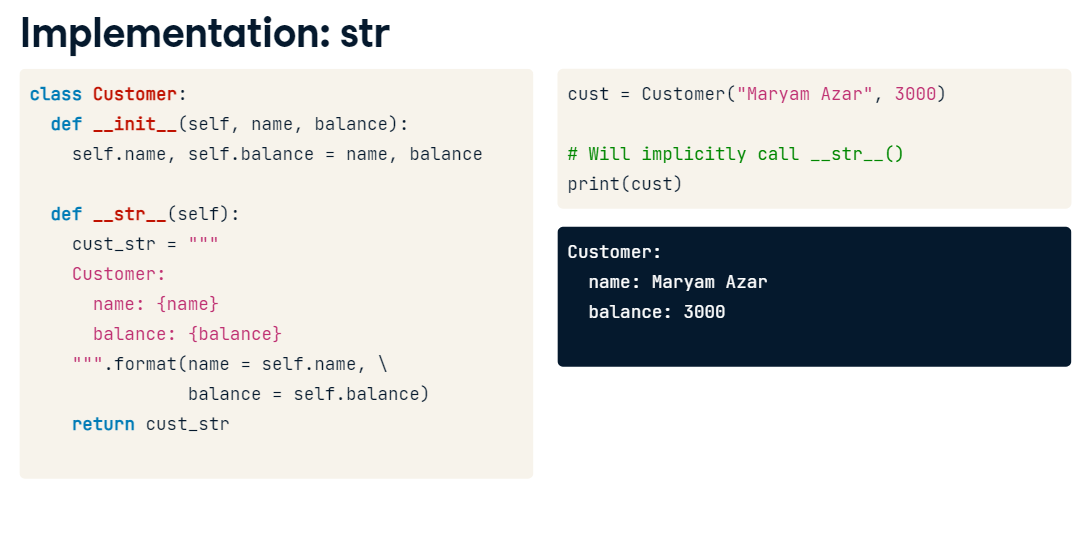 Implementation: str
class Customer:
  def __init__(self, name, balance):
    self.name, self.balance = name, balance

  def __str__(self):
    cust_str = """
    Customer:
      name: {name}
      balance: {balance}
    """.format(name = self.name, \
               balance = self.balance)
    return cust_str

cust = Customer("Maryam Azar", 3000)

# Will implicitly call __str__()
print(cust)

Customer:
  name: Maryam Azar
  balance: 3000